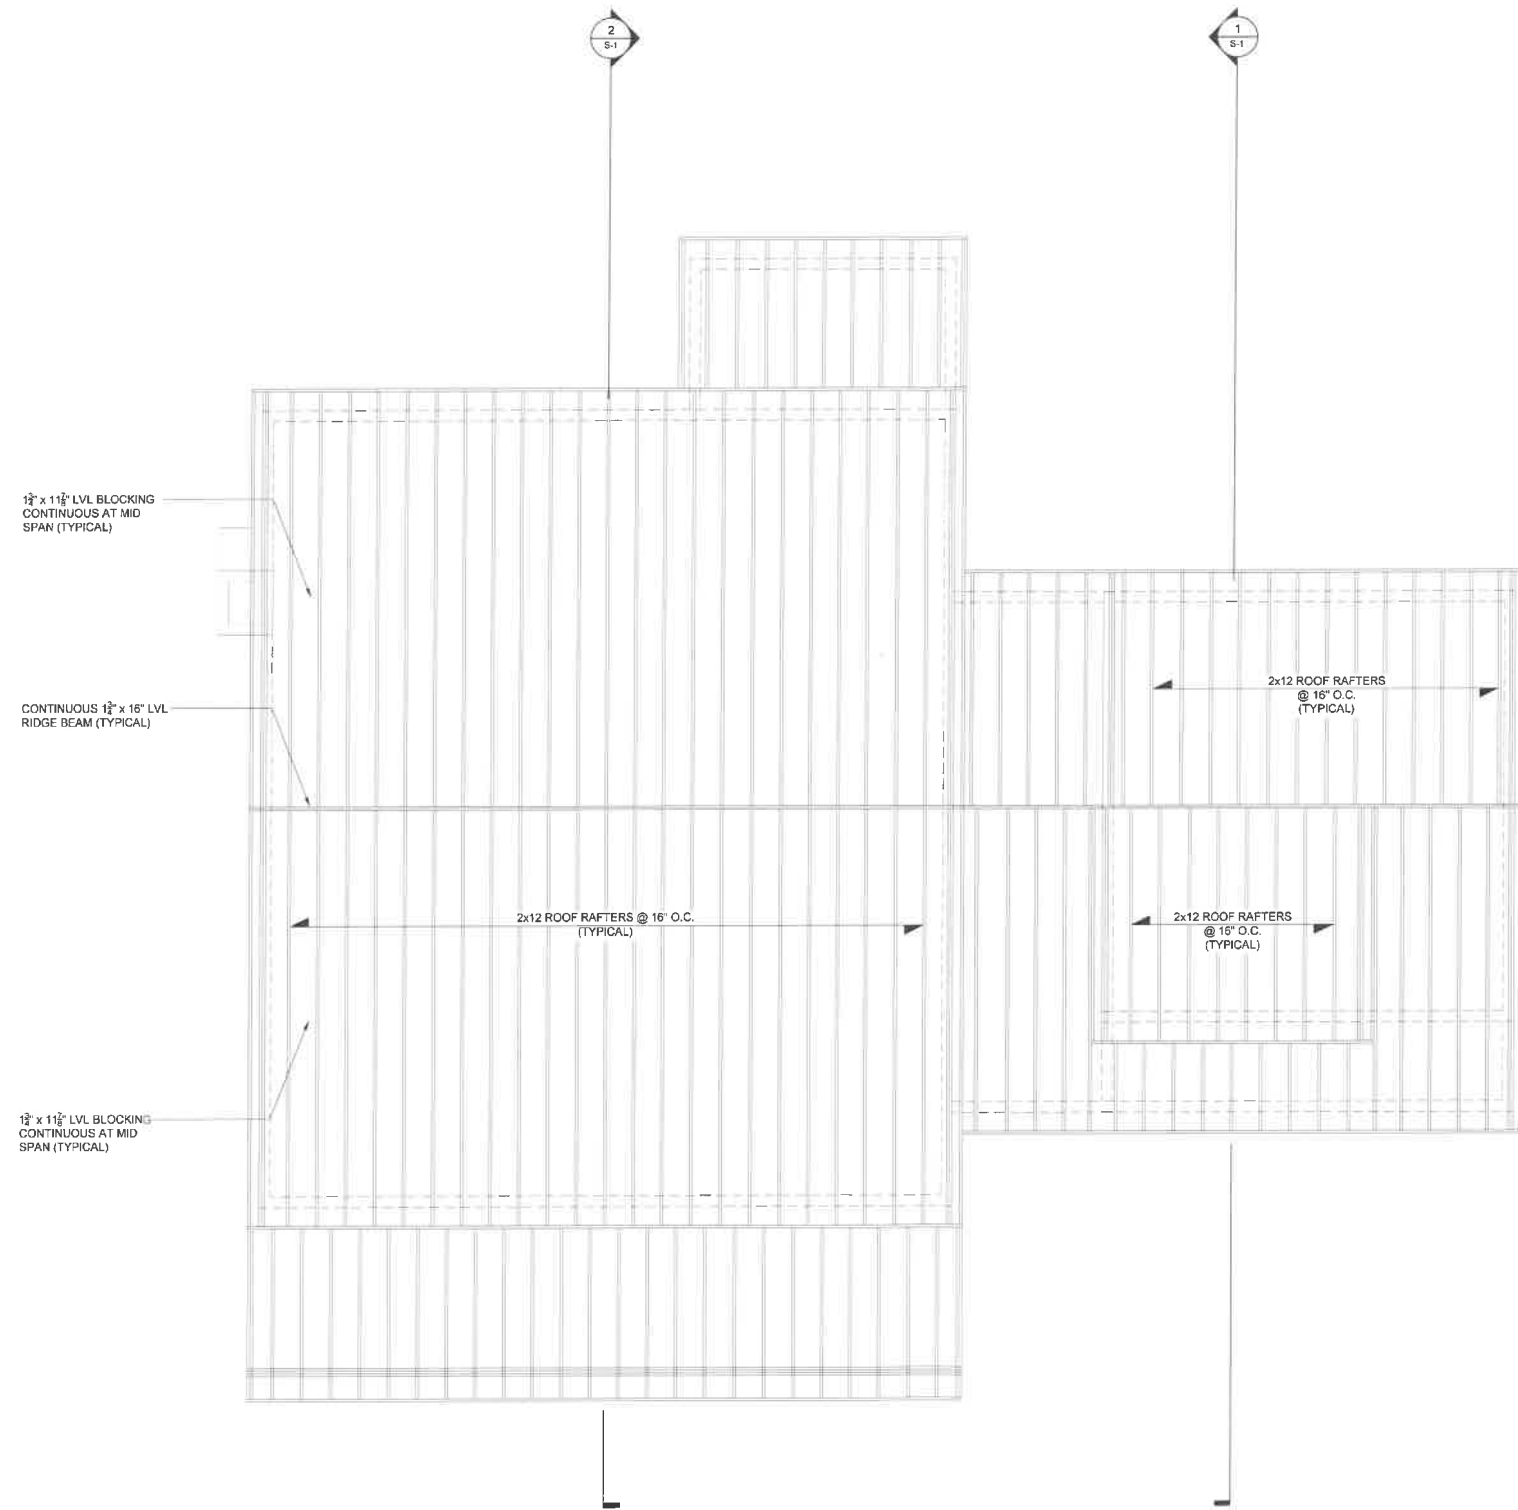 2
S-1
1
S-1
1¾" x 11⅞" LVL BLOCKING
CONTINUOUS AT MID
SPAN (TYPICAL)
2x12 ROOF RAFTERS
@ 16" O.C.
(TYPICAL)
CONTINUOUS 1¾" x 16" LVL
RIDGE BEAM (TYPICAL)
2x12 ROOF RAFTERS @ 16" O.C.
(TYPICAL)
2x12 ROOF RAFTERS
@ 16" O.C.
(TYPICAL)
1¾" x 11⅞" LVL BLOCKING
CONTINUOUS AT MID
SPAN (TYPICAL)